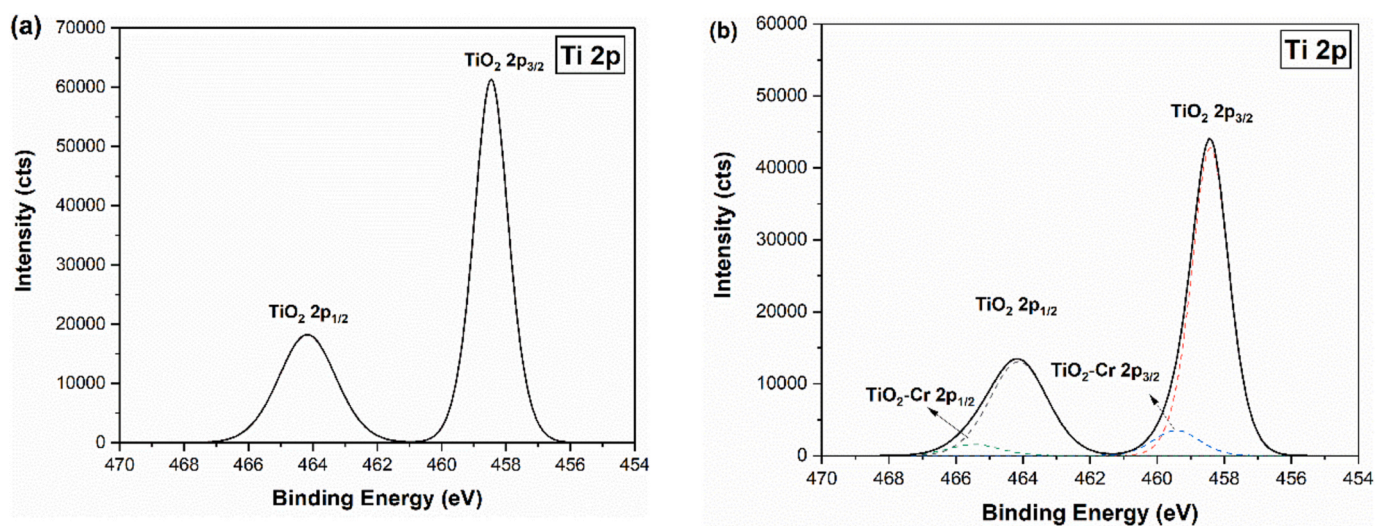 (a)
Ti 2p
TiO₂ 2p₃/₂
TiO₂ 2p₁/₂
Intensity (cts)
70000
60000
50000
40000
30000
20000
10000
0
470 468 466 464 462 460 458 456 454
Binding Energy (eV)
(b)
Ti 2p
TiO₂ 2p₃/₂
TiO₂ 2p₁/₂
TiO₂-Cr 2p₃/₂
TiO₂-Cr 2p₁/₂
Intensity (cts)
60000
50000
40000
30000
20000
10000
0
470 468 466 464 462 460 458 456 454
Binding Energy (eV)